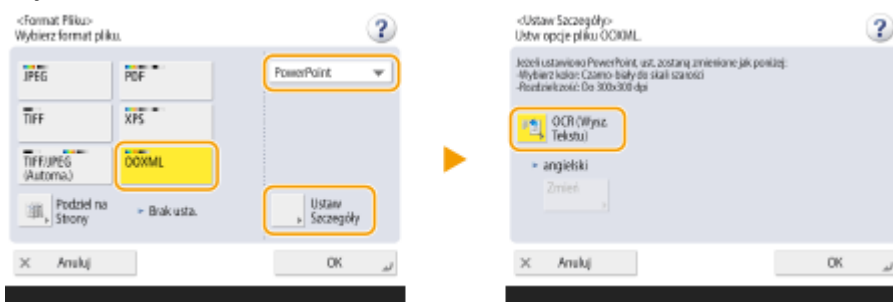 <Format Pliku>
Wybierz format pliku.
JPEG
PDF
PowerPoint
TIFF
XPS
TIFF/JPEG
(Automa.)
OOXML
Podziel na
Strony
Brak usta.
Ustaw
Szczegóły
Anuluj
OK
<Ustaw Szczegóły>
Ustw opcje pliku OOXML.
Jeżeli ustawiono PowerPoint, ust. zostaną zmienione jak poniżej:
-Wybierz kolor: Czarno-biały do skali szarości
-Rozdzielczość: Do 300x300 dpi
OCR (Wyisz.
Tekstu)
angielski
Zmień
Anuluj
OK